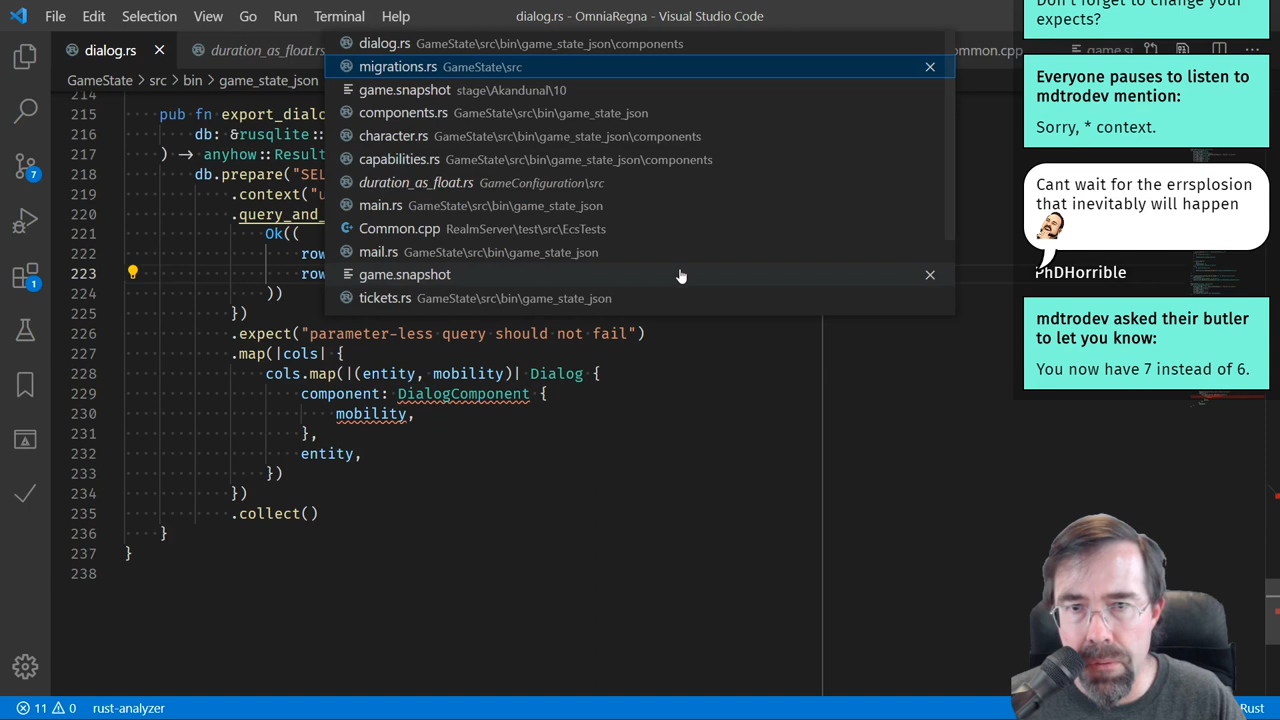 File Edit Selection View Go Run Terminal Help
dialog.rs - OmniaRegna - Visual Studio Code
dialog.rs
duration_as_float.rs
ommon.cpp
game.s
GameState > src > bin > game_state_json
dialog.rs GameState\src\bin\game_state_json\components
migrations.rs GameState\src
game.snapshot stage\Akandunal\10
components.rs GameState\src\bin\game_state_json
character.rs GameState\src\bin\game_state_json\components
capabilities.rs GameState\src\bin\game_state_json\components
duration_as_float.rs GameConfiguration\src
main.rs GameState\src\bin\game_state_json
Common.cpp RealmServer\test\src\EcsTests
mail.rs GameState\src\bin\game_state_json
game.snapshot
tickets.rs GameState\src\bin\game_state_json
214
215 pub fn export_dialo
216 db: &rusqlite::
217 ) → anyhow::Result
218 db.prepare("SEL
219 .context("u
220 .query_and_
221 Ok((
222 row
223 row
224 ))
225 })
226 .expect("parameter-less query should not fail")
227 .map(|cols| {
228 cols.map(|(entity, mobility)| Dialog {
229 component: DialogComponent {
230 mobility,
231 },
232 entity,
233 })
234 })
235 .collect()
236 }
237 }
238
7
1
11 0 rust-analyzer
Rust
Don't forget to change your
expects?
Everyone pauses to listen to
mdtrodev mention:
Sorry, * context.
Cant wait for the errsplosion
that inevitably will happen
PhDHorrible
mdtrodev asked their butler
to let you know:
You now have 7 instead of 6.